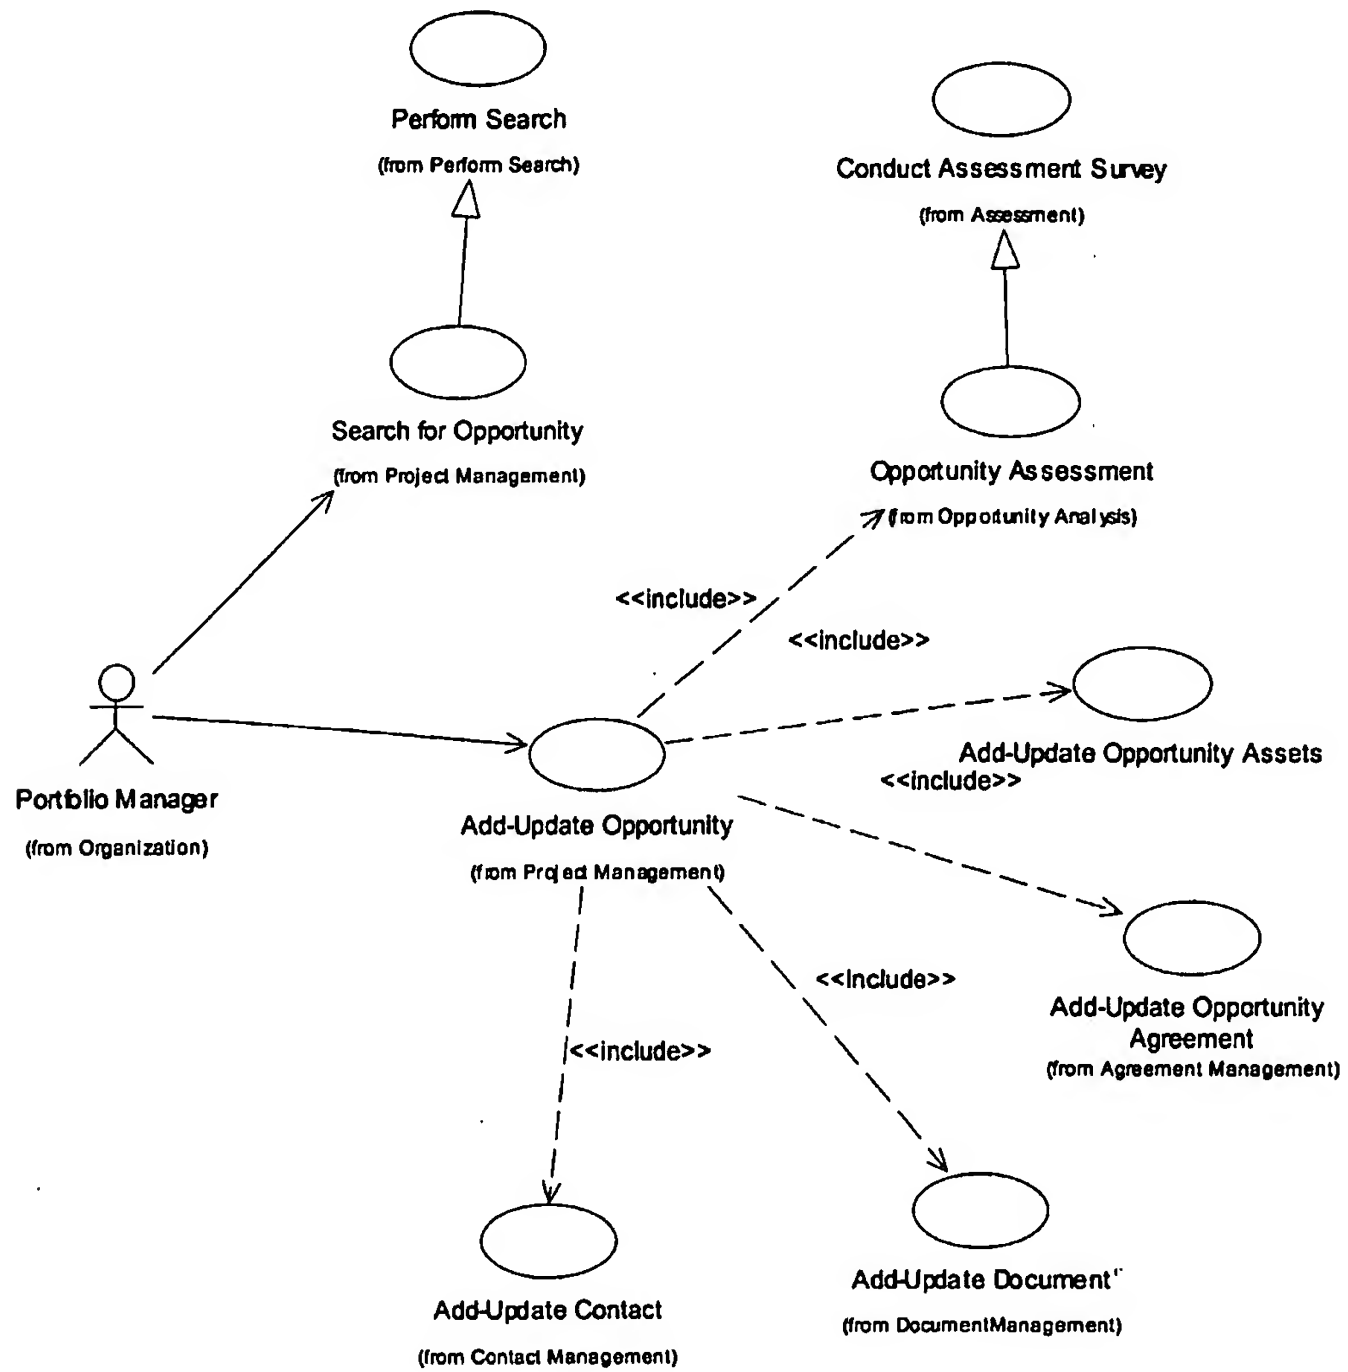 Perform Search
(from Perform Search)
Conduct Assessment Survey
(from Assessment)
Search for Opportunity
(from Project Management)
Opportunity Assessment
(from Opportunity Analysis)
<<include>>
<<include>>
Add-Update Opportunity Assets
<<include>>
Portfolio Manager
(from Organization)
Add-Update Opportunity
(from Project Management)
<<include>>
Add-Update Opportunity
Agreement
(from Agreement Management)
<<include>>
Add-Update Document
(from DocumentManagement)
Add-Update Contact
(from Contact Management)